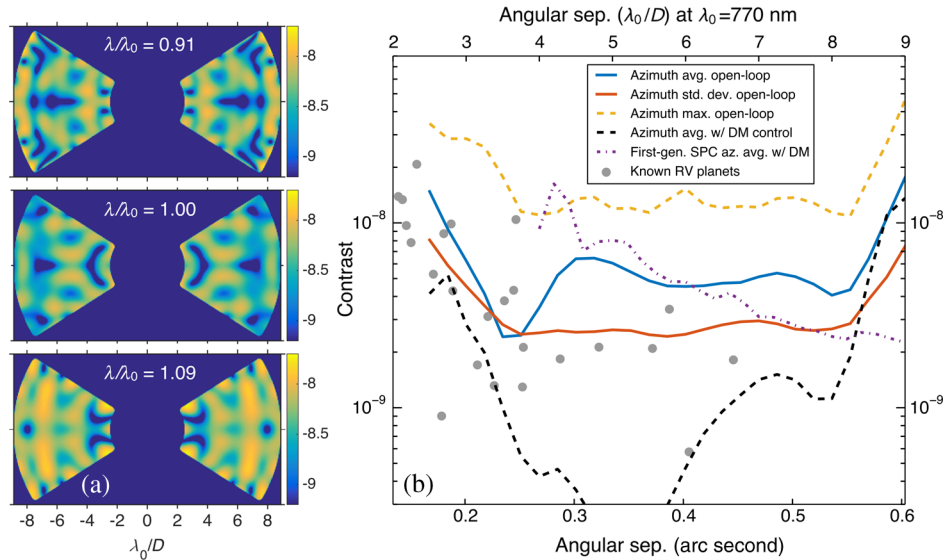 λ/λ₀ = 0.91
-8
-8.5
-9
λ/λ₀ = 1.00
-8
-8.5
-9
λ/λ₀ = 1.09
-8
-8.5
-9
(a)
-8 -6 -4 -2 0 2 4 6 8
λ₀/D
Angular sep. (λ₀/D) at λ₀=770 nm
2 3 4 5 6 7 8 9
Azimuth avg. open-loop
Azimuth std. dev. open-loop
Azimuth max. open-loop
Azimuth avg. w/ DM control
First-gen. SPC az. avg. w/ DM
Known RV planets
Contrast
10⁻⁸
10⁻⁹
10⁻⁸
10⁻⁹
(b)
0.2 0.3 0.4 0.5 0.6
Angular sep. (arc second)